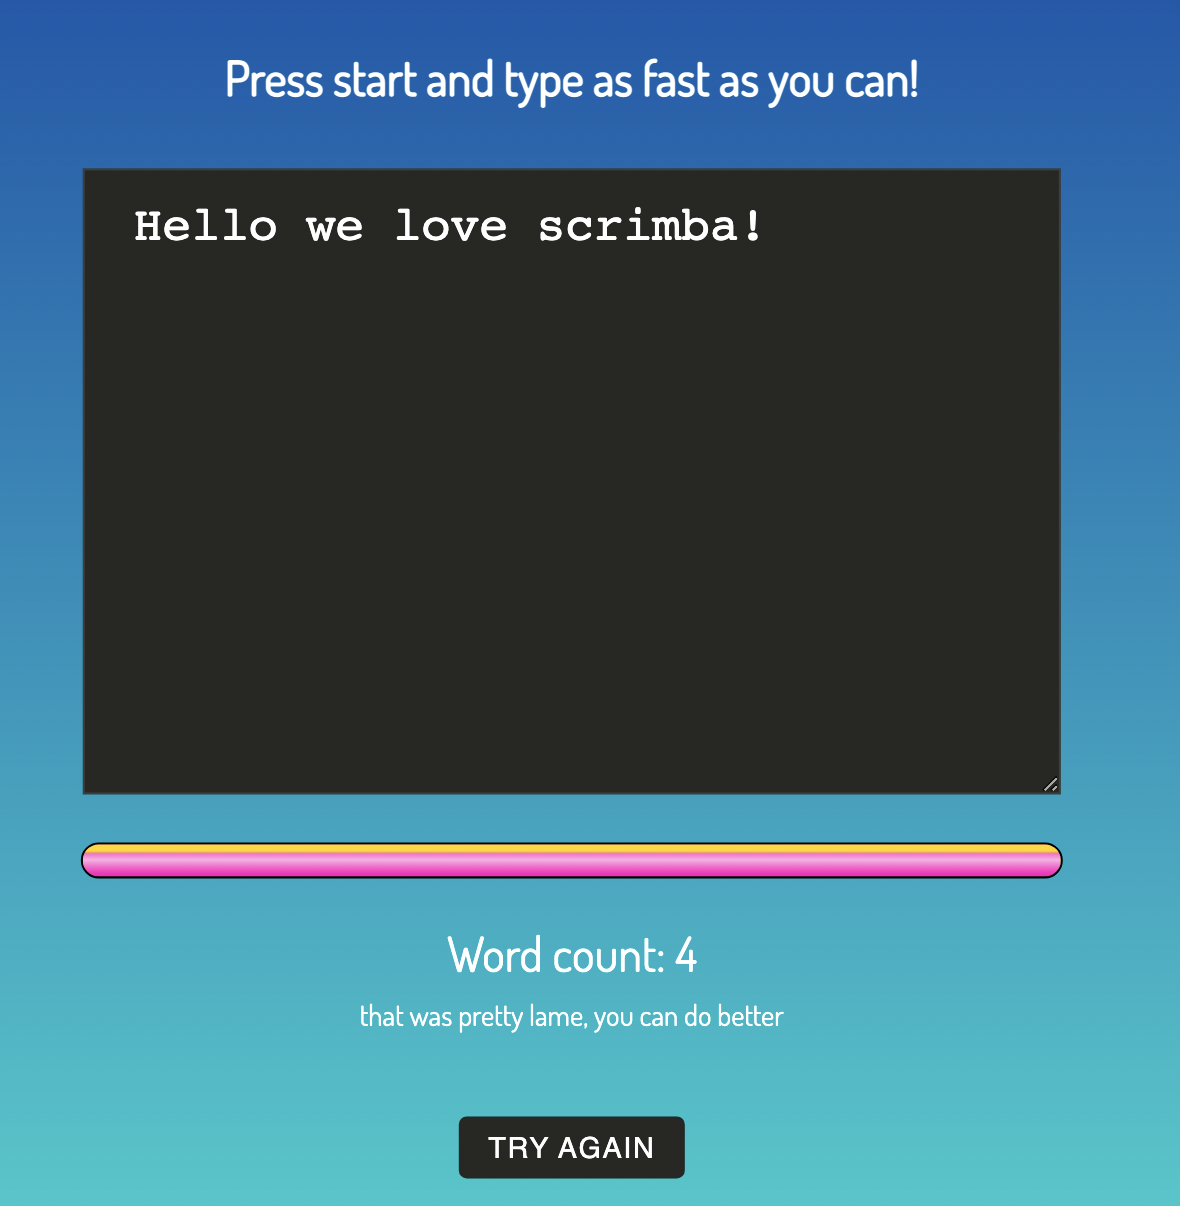 Press start and type as fast as you can!
Hello we love scrimba!
Word count: 4
that was pretty lame, you can do better
TRY AGAIN